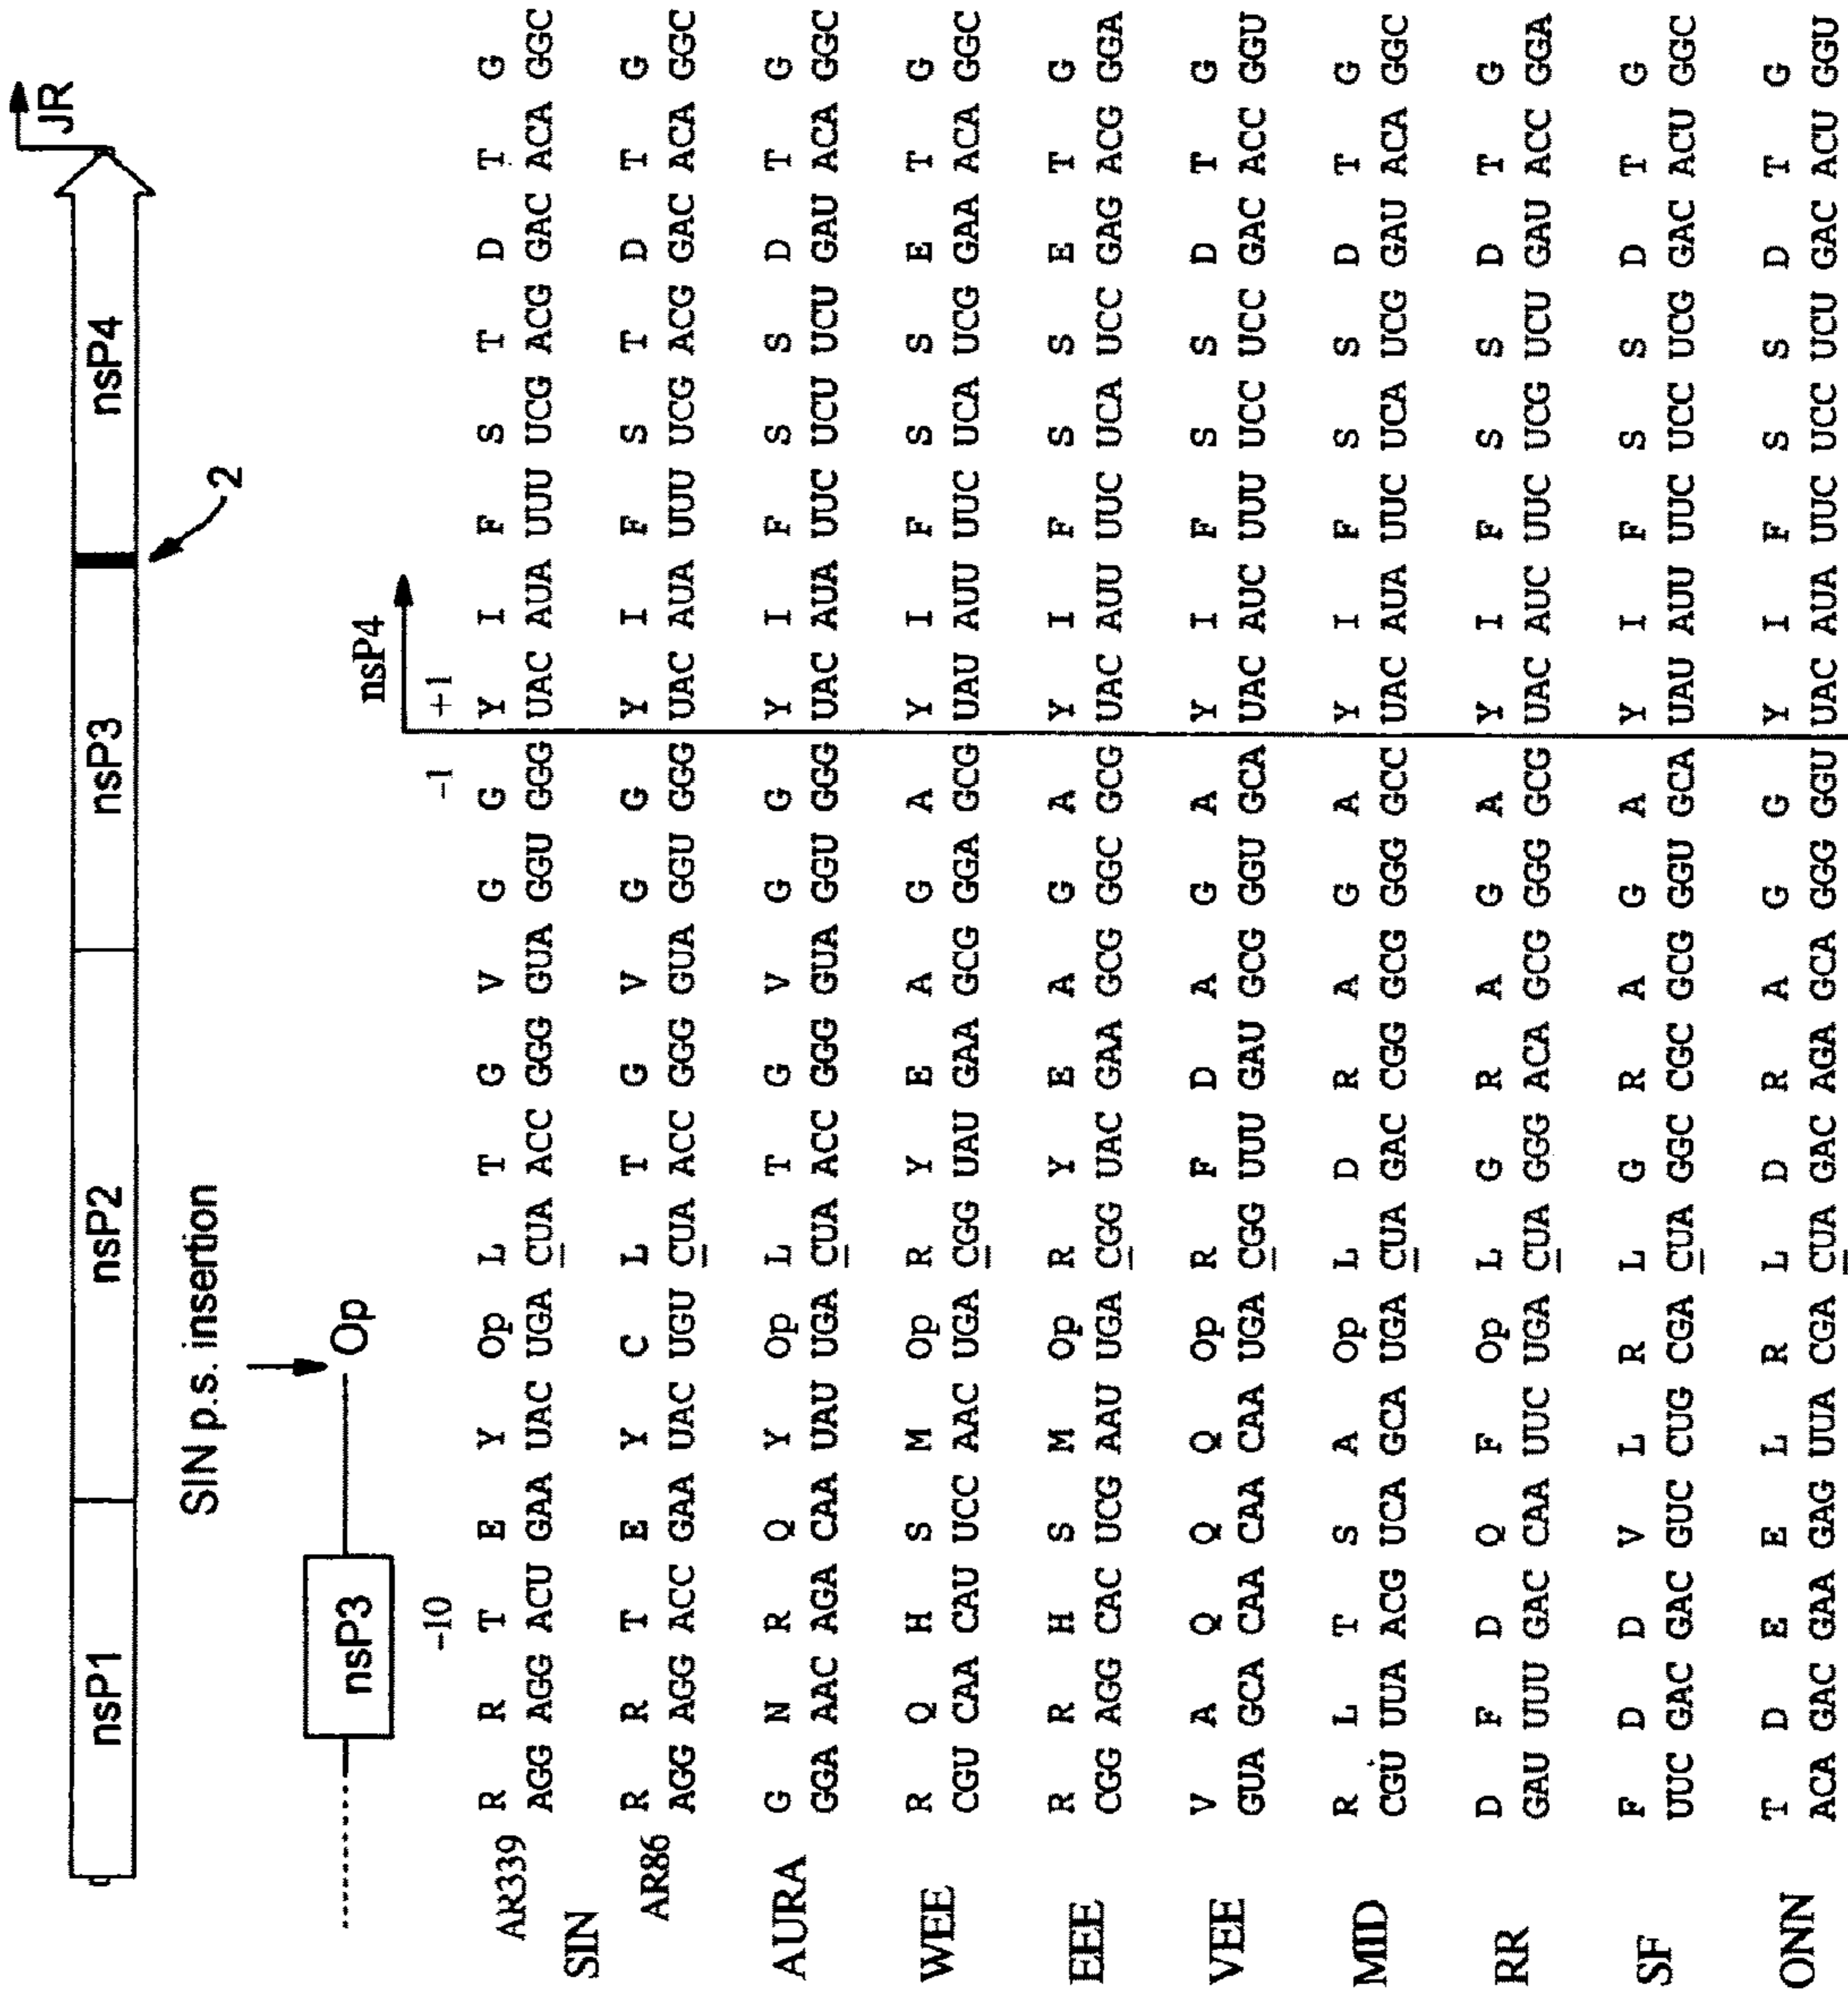 nsP1 nsP2 nsP3 nsP4
JR
2
SIN p.s. insertion
nsP3
Op
nsP4
-10 -1 +1
AR339 R R T E Y Op L T G V G G Y I F S T D T G
AGG AGG ACU GAA UAC UGA CUA ACC GGG GUA GGU GGG UAC AUA UUU UCG ACG GAC ACA GGC
SIN
AR86 R R T E Y C L T G V G G Y I F S T D T G
AGG AGG ACC GAA UAC UGU CUA ACC GGG GUA GGU GGG UAC AUA UUU UCG ACG GAC ACA GGC
AURA G N R Q Y Op L T G V G G Y I F S S D T G
GGA AAC AGA CAA UAU UGA CUA ACC GGG GUA GGU GGG UAC AUA UUC UCU UCU GAU ACA GGC
WEE R Q H S M Op R Y E A G A Y I F S S E T G
CGU CAA CAU UCC AAC UGA CGG UAU GAA GCG GGA GCG UAU AUU UUC UCA UCG GAA ACA GGC
EEE R R H S M Op R Y E A G A Y I F S S E T G
CGG AGG CAC UCG AAU UGA CGG UAC GAA GCG GGC GCG UAC AUU UUC UCA UCC GAG ACG GGA
VEE V A Q Q Q Op R F D A G A Y I F S S D T G
GUA GCA CAA CAA CAA UGA CGG UUU GAU GCG GGU GCA UAC AUC UUU UCC UCC GAC ACC GGU
MID R L T S A Op L D R A G A Y I F S S D T G
CGU UUA ACG UCA GCA UGA CUA GAC CGG GCG GGG GCC UAC AUA UUC UCA UCG GAU ACA GGC
RR D F D Q F Op L G R A G A Y I F S S D T G
GAU UUU GAC CAA UUC UGA CUA GGG ACA GCG GGG GCG UAC AUC UUC UCG UCU GAU ACC GGA
SF F D D V L R L G R A G A Y I F S S D T G
UUC GAC GAC GUC CUG CGA CUA GGC CGC GCG GGU GCA UAU AUU UUC UCC UCG GAC ACU GGC
ONN T D E E L R L D R A G G Y I F S S D T G
ACA GAC GAA GAG UUA CGA CUA GAC AGA GCA GGG GGU UAC AUA UUC UCC UCU GAC ACU GGU